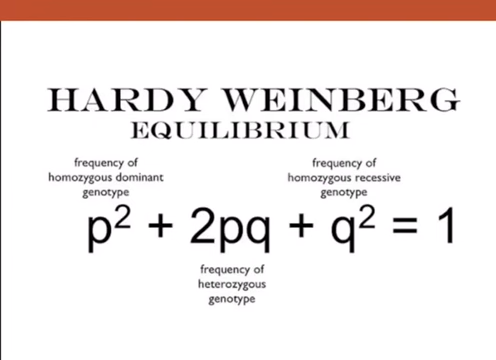 HARDY WEINBERG
EQUILIBRIUM
frequency of
homozygous dominant
genotype
frequency of
homozygous recessive
genotype
p² + 2pq + q² = 1
frequency of
heterozygous
genotype